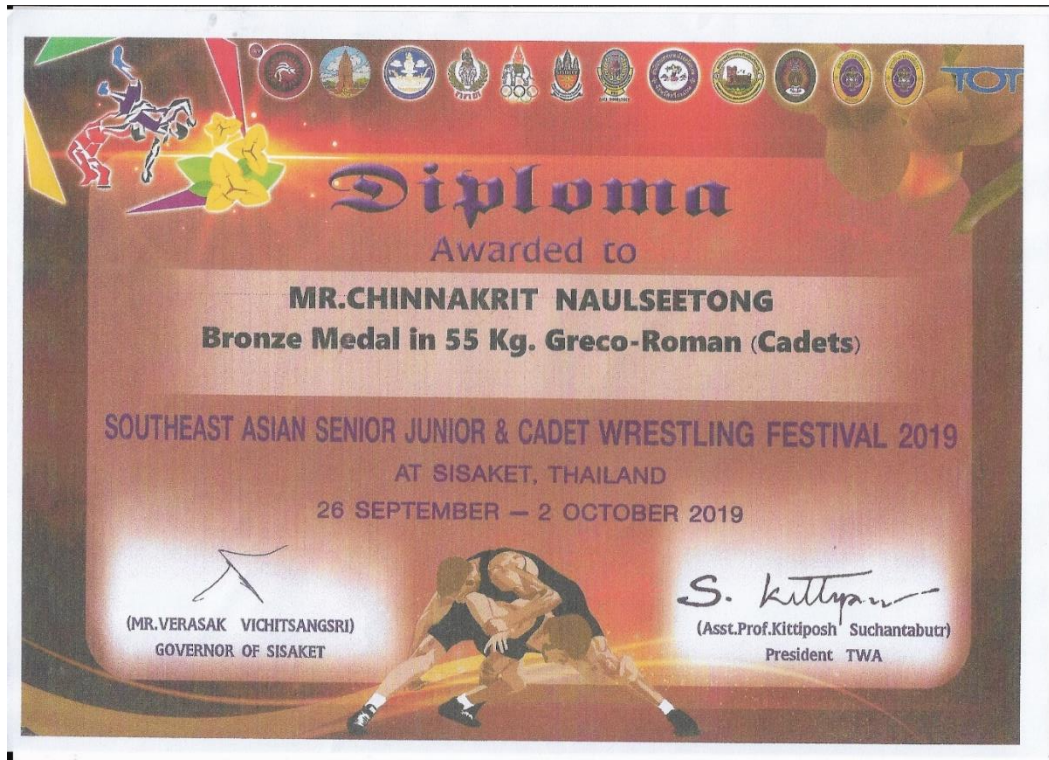 TOT
Diploma
Awarded to
MR.CHINNAKRIT NAULSEETONG
Bronze Medal in 55 Kg. Greco-Roman (Cadets)
SOUTHEAST ASIAN SENIOR JUNIOR & CADET WRESTLING FESTIVAL 2019
AT SISAKET, THAILAND
26 SEPTEMBER – 2 OCTOBER 2019
(MR.VERASAK VICHITSANGSRI)
GOVERNOR OF SISAKET
(Asst.Prof.Kittiposh Suchantabutr)
President TWA